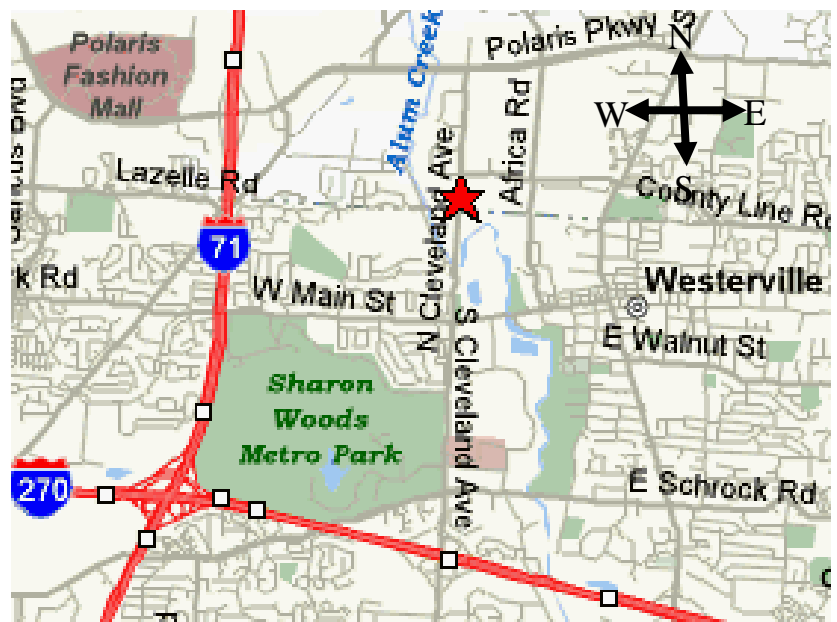 Polaris
Fashion
Mall
Polaris Pkwy
N
W
E
S
Alum Creek
Africa Rd
N Cleveland Ave
Lazelle Rd
County Line Rd
71
k Rd
W Main St
Westerville
S Cleveland Ave
E Walnut St
Sharon
Woods
Metro Park
270
E Schrock Rd